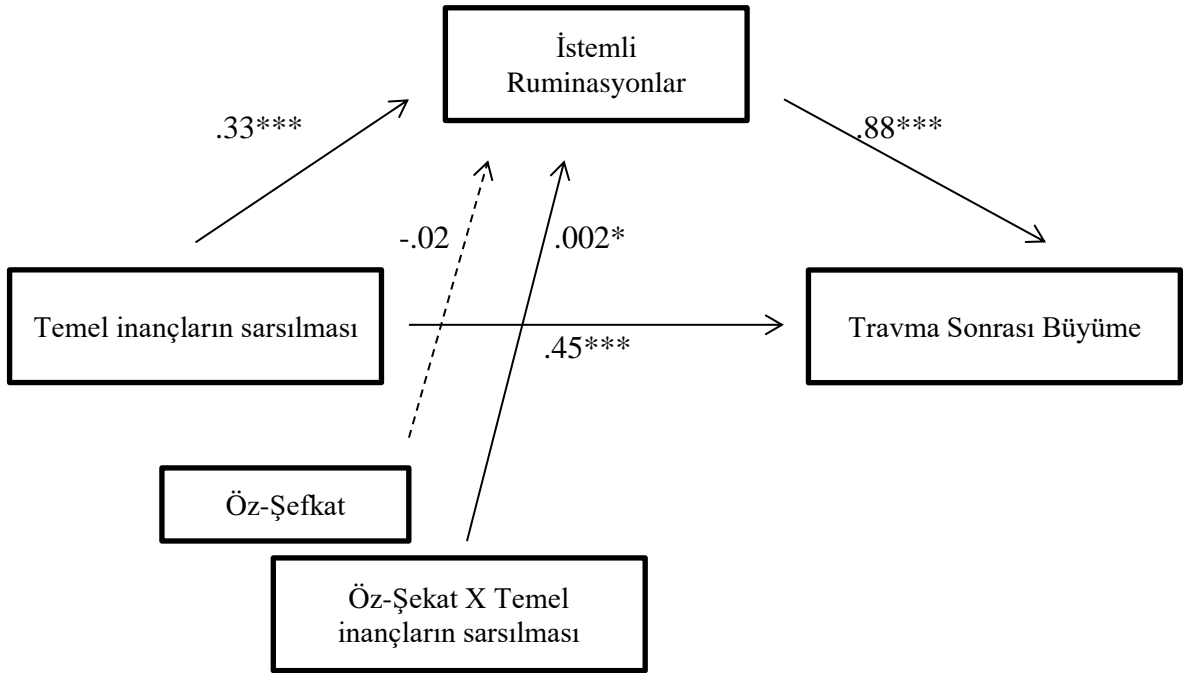 İstemli
Ruminasyonlar
.33***
.88***
-.02
.002*
Temel inançların sarsılması
Travma Sonrası Büyüme
.45***
Öz-Şefkat
Öz-Şekat X Temel
inançların sarsılması